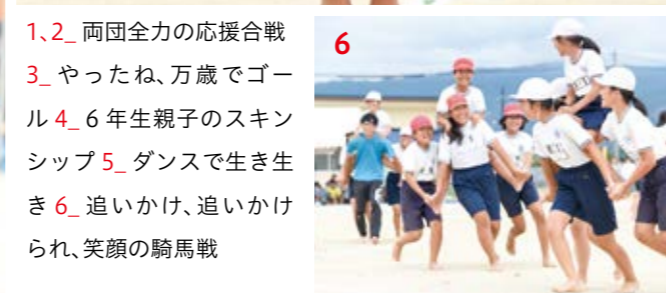 1、2_ 両団全力の応援合戦
3_ やったね、万歳でゴー
ル 4_ 6年生親子のスキン
シップ 5_ ダンスで生き生
き 6_ 追いかけ、追いかけ
られ、笑顔の騎馬戦
6